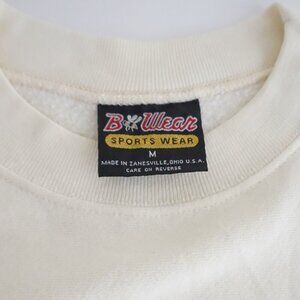 B Wear
SPORTS WEAR
M
MADE IN ZANESVILLE, OHIO U.S.A.
CARE ON REVERSE